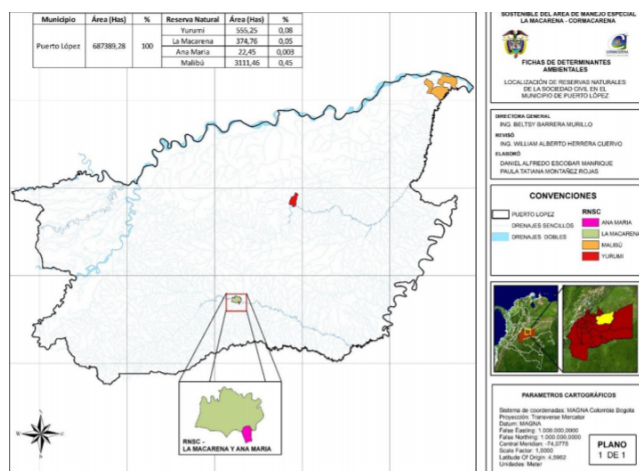 Municipio Área (Has) % Reserva Natural Área (Has) %
Puerto López 687389,28 100
Yurumi 555,25 0,08
La Macarena 374,76 0,05
Ana Maria 22,45 0,003
Malibú 3111,46 0,45
SOSTENIBLE DEL ÁREA DE MANEJO ESPECIAL
LA MACARENA - CORMACARENA
FICHAS DE DETERMINANTES
AMBIENTALES
LOCALIZACIÓN DE RESERVAS NATURALES
DE LA SOCIEDAD CIVIL EN EL
MUNICIPIO DE PUERTO LÓPEZ
DIRECTORA GENERAL
ING. BELTSY BARRERA MURILLO
REVISÓ
ING. WILLIAM ALBERTO HERRERA CUERVO
ELABORÓ
DANIEL ALFREDO ESCOBAR MANRIQUE
PAULA TATIANA MONTAÑEZ ROJAS
CONVENCIONES
PUERTO LOPEZ
DRENAJES SENCILLOS
DRENAJES DOBLES
RNSC
ANA MARIA
LA MACARENA
MALIBÚ
YURUMI
RNSC -
LA MACARENA Y ANA MARIA
N
W
E
S
PARAMETROS CARTOGRÁFICOS
Sistema de coordenadas: MAGNA Colombia Bogota
Proyección: Transverse Mercator
Datum: MAGNA
False Easting: 1.000.000,0000
False Northing: 1.000.000,0000
Central Meridian: -74,0775
Scale Factor: 1,0000
Latitude Of Origin: 4,5962
Unidades: Meter
PLANO
1 DE 1